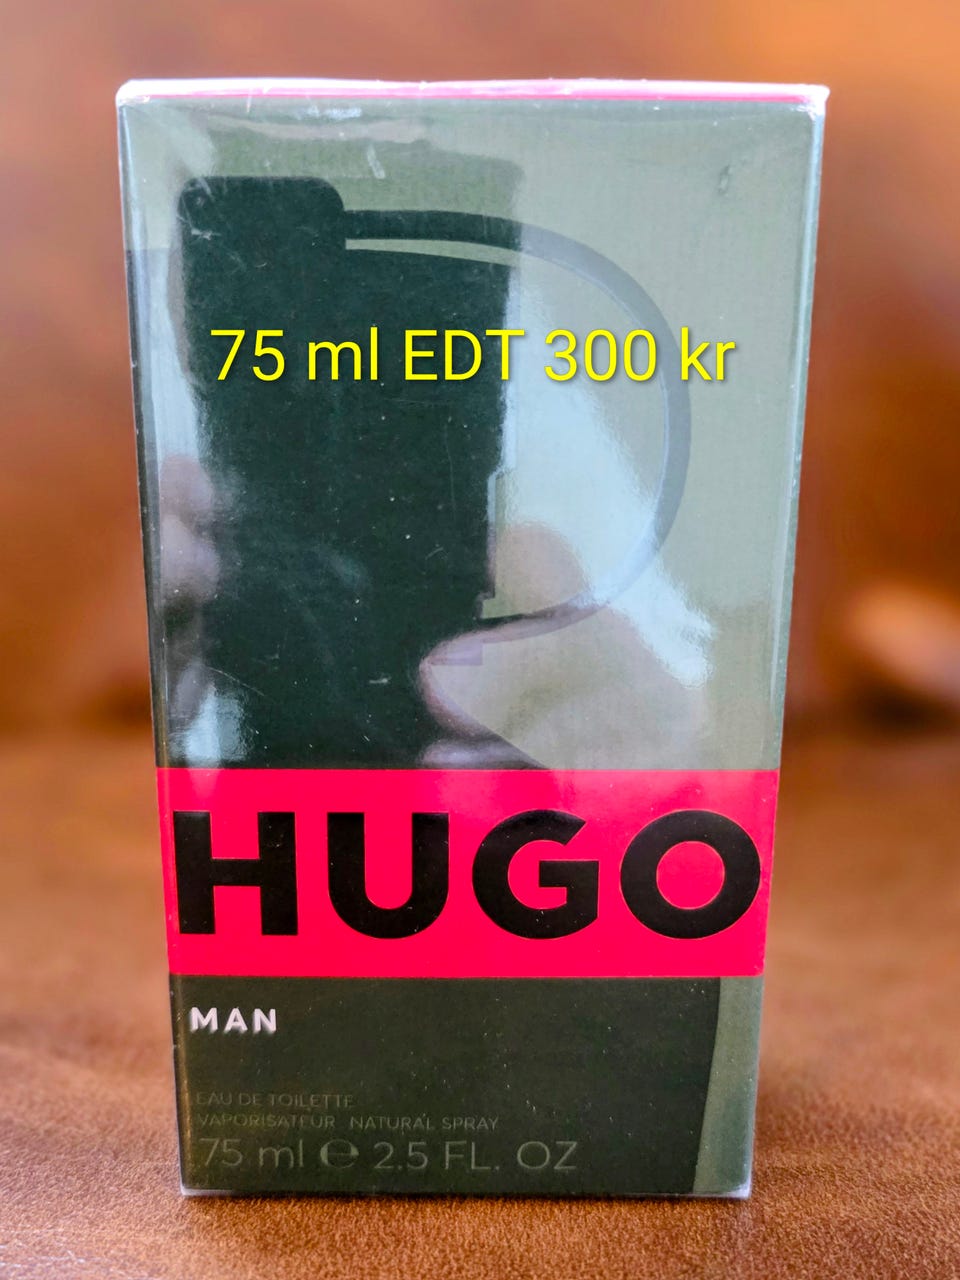 75 ml EDT 300 kr
HUGO
MAN
EAU DE TOILETTE
VAPORISATEUR NATURAL SPRAY
75 ml ℮ 2.5 FL. OZ